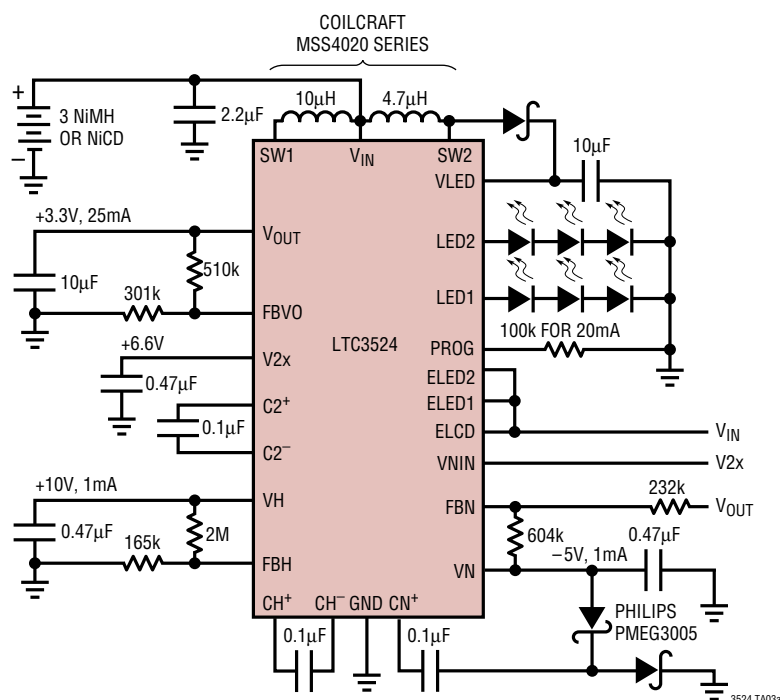 COILCRAFT
MSS4020 SERIES
+
3 NiMH
OR NiCD
–
2.2µF
10µH
4.7µH
SW1
VIN
SW2
VLED
10µF
+3.3V, 25mA
VOUT
510k
10µF
301k
FBVO
LED2
LED1
LTC3524
PROG
100k FOR 20mA
+6.6V
V2x
0.47µF
C2+
0.1µF
C2–
ELED2
ELED1
ELCD
VIN
VNIN
V2x
+10V, 1mA
VH
0.47µF
2M
165k
FBH
FBN
232k
VOUT
604k
0.47µF
–5V, 1mA
VN
CH+
CH–
GND
CN+
0.1µF
0.1µF
PHILIPS
PMEG3005
3524 TA03a